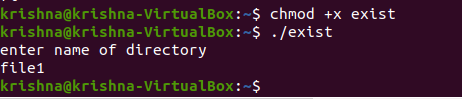 krishna@krishna-VirtualBox:~$ chmod +x exist
krishna@krishna-VirtualBox:~$ ./exist
enter name of directory
file1
krishna@krishna-VirtualBox:~$